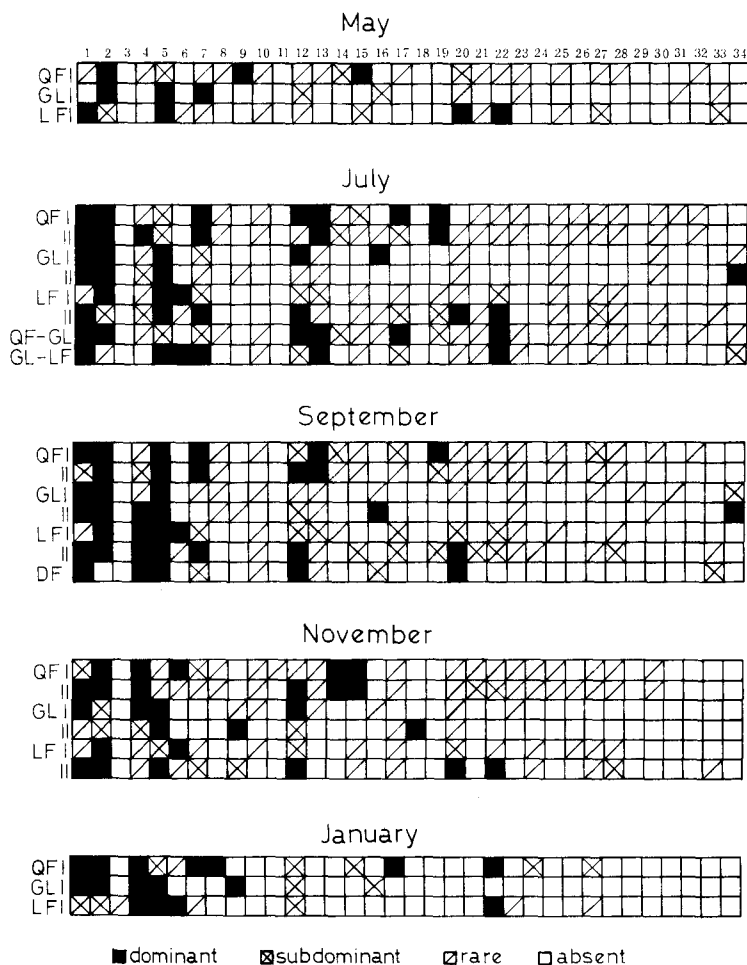 May
1 2 3 4 5 6 7 8 9 10 11 12 13 14 15 16 17 18 19 20 21 22 23 24 25 26 27 28 29 30 31 32 33 34
QF I
GL I
LF I
July
QF I
II
GL I
II
LF I
II
QF-GL
GL-LF
September
QF I
II
GL I
II
LF I
II
DF
November
QF I
II
GL I
II
LF I
II
January
QF I
GL I
LF I
dominant subdominant rare absent